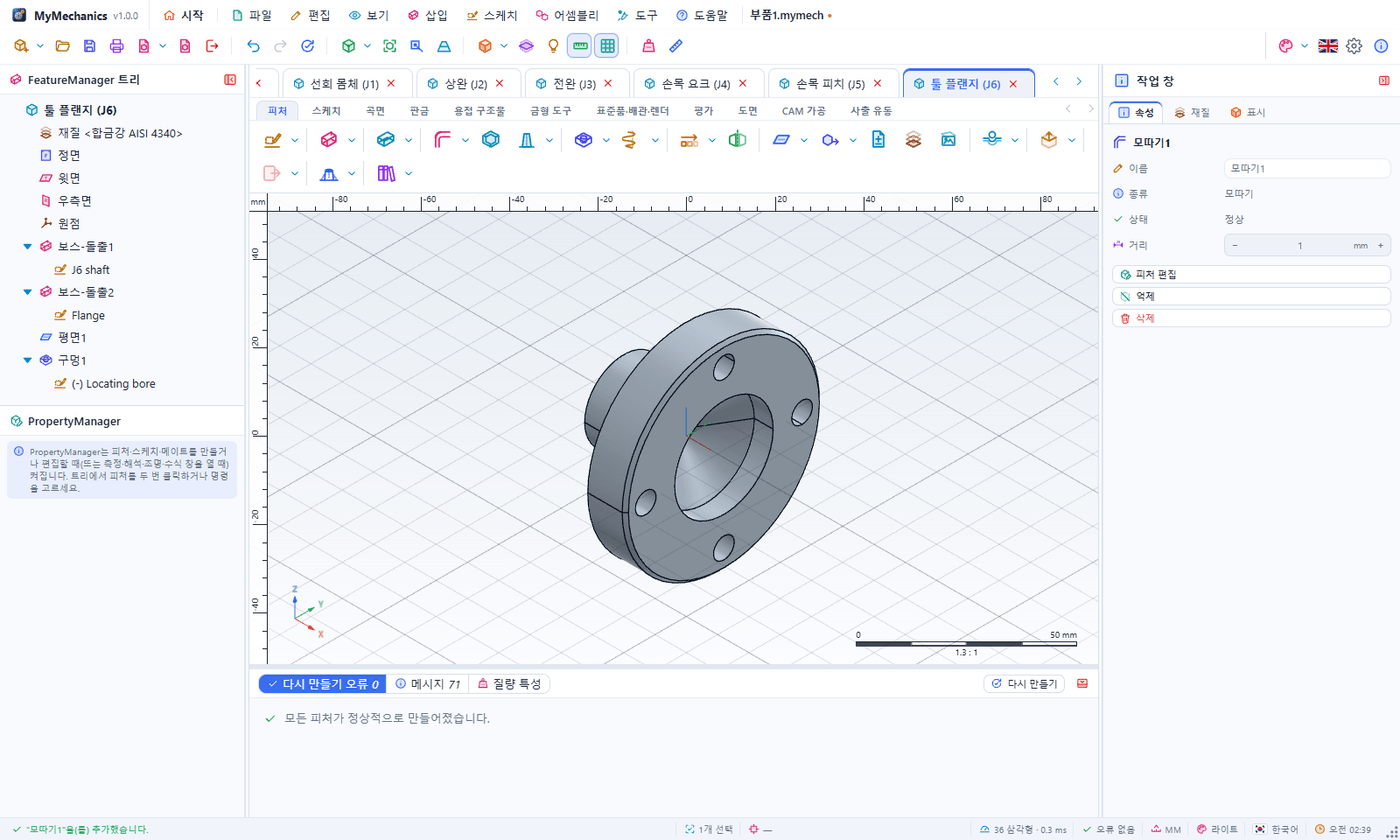 MyMechanics v1.0.0 시작 파일 편집 보기 삽입 스케치 어셈블리 도구 도움말 부품1.mymech •
FeatureManager 트리
툴 플랜지 (J6)
재질 <합금강 AISI 4340>
정면
윗면
우측면
원점
보스-돌출1
J6 shaft
보스-돌출2
Flange
평면1
구멍1
(-) Locating bore
PropertyManager
PropertyManager는 피처·스케치·메이트를 만들거
나 편집할 때(또는 측정·해석·조명·수식 창을 열 때)
켜집니다. 트리에서 피처를 두 번 클릭하거나 명령
을 고르세요.
선회 몸체 (J1) 상완 (J2) 전완 (J3) 손목 요크 (J4) 손목 피치 (J5) 툴 플랜지 (J6)
피처 스케치 곡면 판금 용접 구조물 금형 도구 표준품·배관·렌더 평가 도면 CAM 가공 사출 유동
mm -80 -60 -40 -20 0 20 40 60 80
40
20
0
-20
-40
Z
Y
X
0 50 mm
1.3 : 1
다시 만들기 오류 0 메시지 71 질량 특성 다시 만들기
모든 피처가 정상적으로 만들어졌습니다.
작업 창
속성 재질 표시
모따기1
이름 모따기1
종류 모따기
상태 정상
거리 − 1 mm +
피처 편집
억제
삭제
"모따기1"을(를) 추가했습니다. 1개 선택 — 36 삼각형 · 0.3 ms 오류 없음 MM 라이트 한국어 오전 02:39